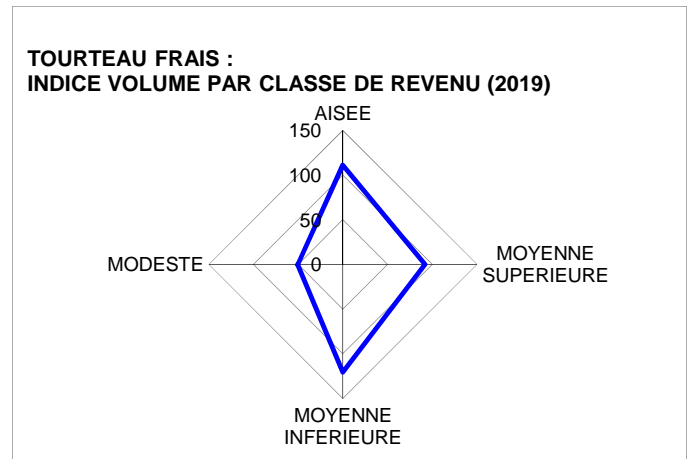 TOURTEAU FRAIS :
INDICE VOLUME PAR CLASSE DE REVENU (2019)
AISEE
150
100
50
0
MODESTE
MOYENNE
SUPERIEURE
MOYENNE
INFERIEURE